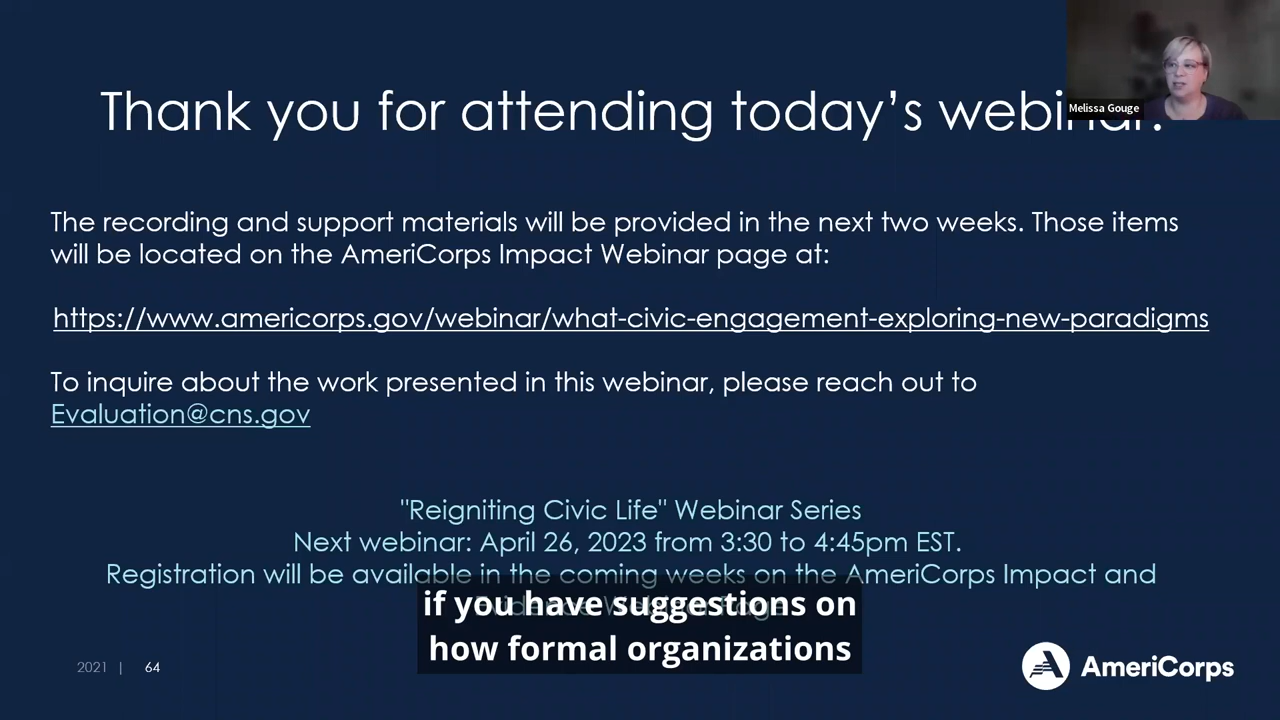 Thank you for attending today's webinar!
Melissa Gouge
The recording and support materials will be provided in the next two weeks. Those items
will be located on the AmeriCorps Impact Webinar page at:
https://www.americorps.gov/webinar/what-civic-engagement-exploring-new-paradigms
To inquire about the work presented in this webinar, please reach out to
Evaluation@cns.gov
"Reigniting Civic Life" Webinar Series
Next webinar: April 26, 2023 from 3:30 to 4:45pm EST.
Registration will be available in the coming weeks on the AmeriCorps Impact and
if you have suggestions on
how formal organizations
2021 | 64
AmeriCorps